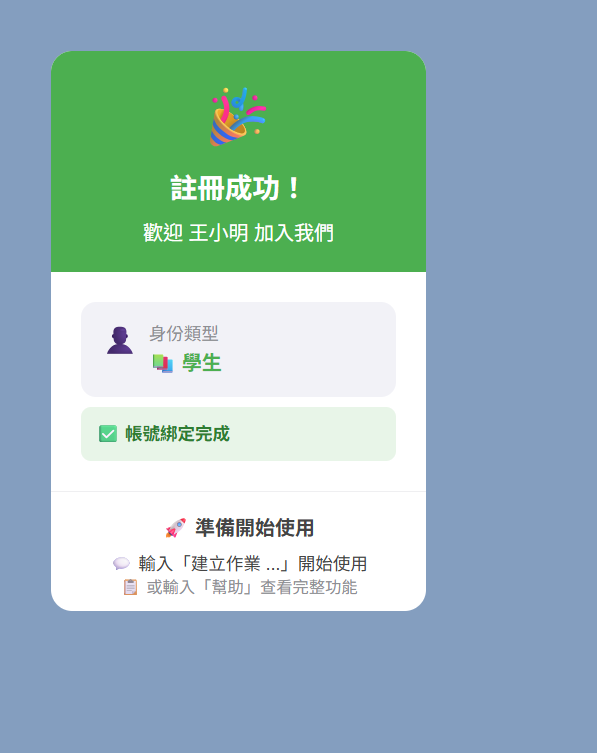 註冊成功！
歡迎 王小明 加入我們
身份類型
學生
帳號綁定完成
準備開始使用
輸入「建立作業 ...」開始使用
或輸入「幫助」查看完整功能